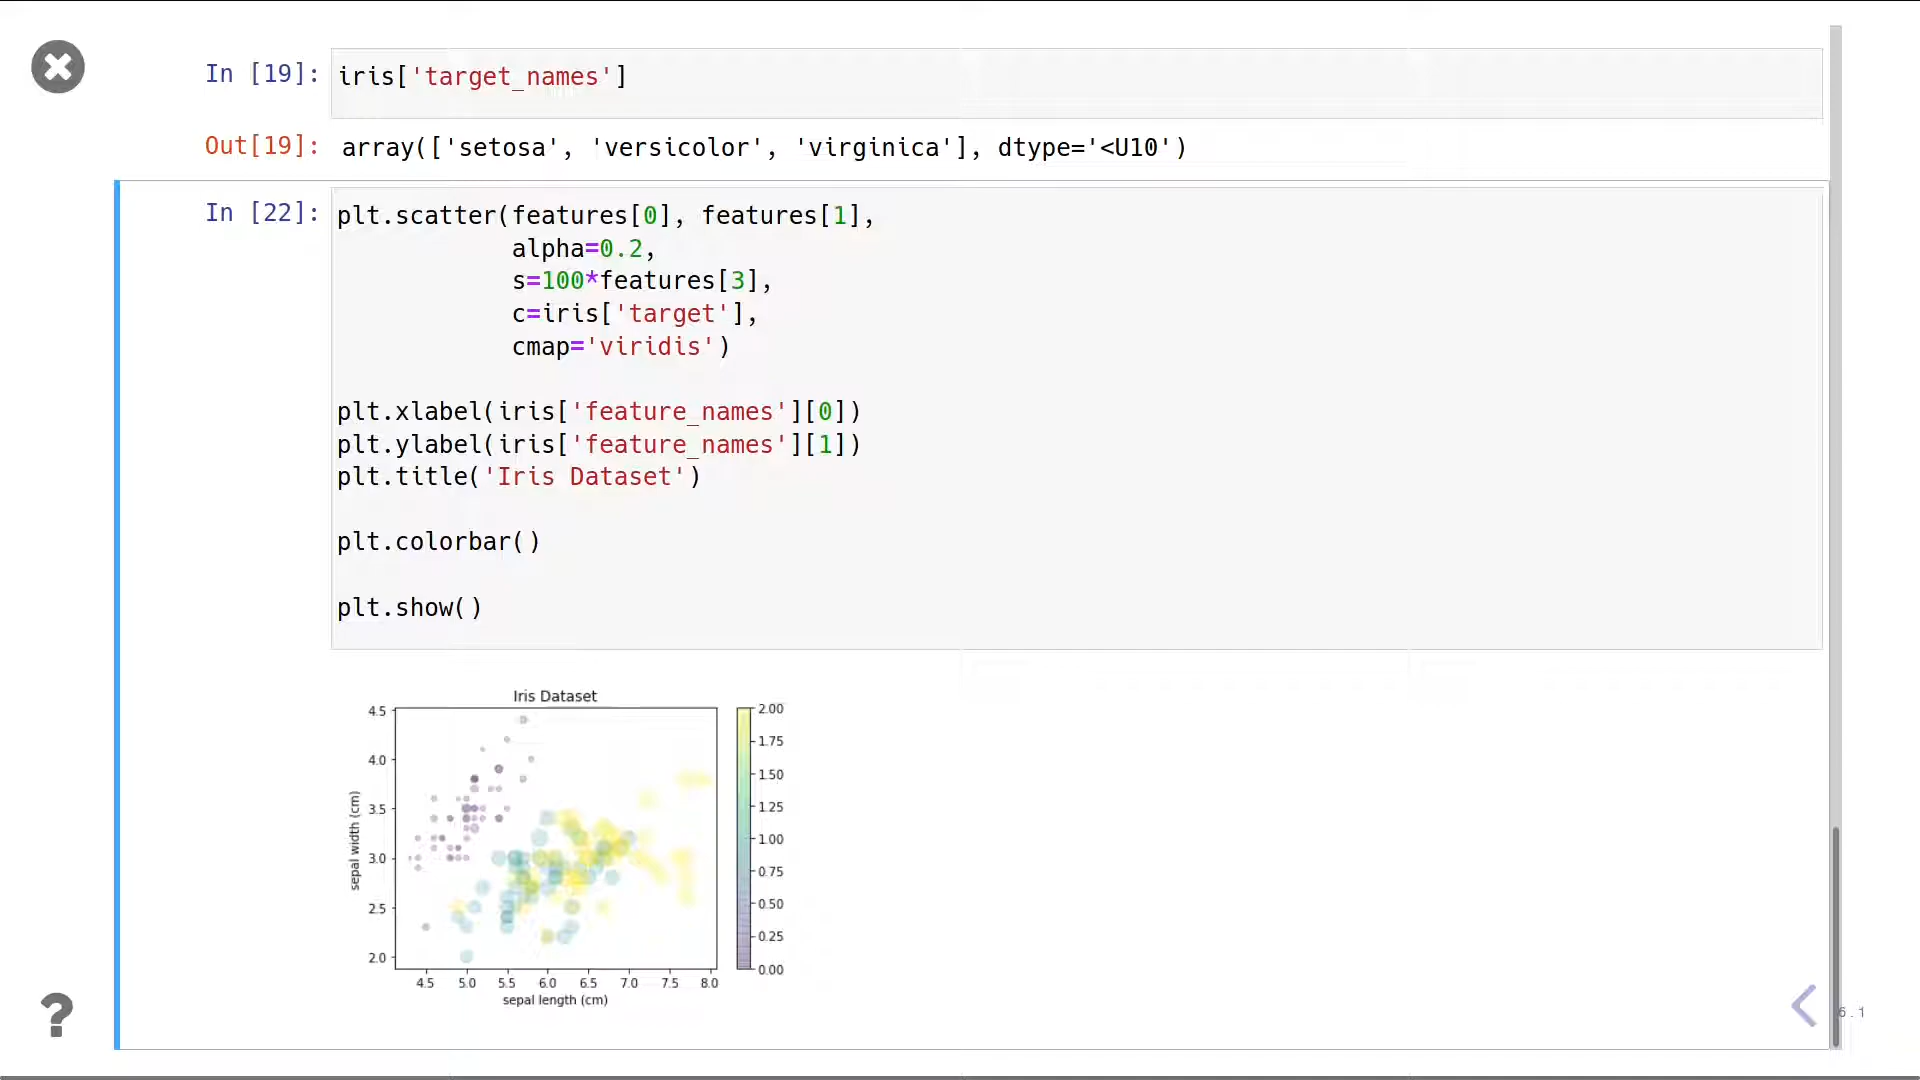 In [19]: iris['target_names']
Out[19]: array(['setosa', 'versicolor', 'virginica'], dtype='<U10')
In [22]: plt.scatter(features[0], features[1],
alpha=0.2,
s=100*features[3],
c=iris['target'],
cmap='viridis')
plt.xlabel(iris['feature_names'][0])
plt.ylabel(iris['feature_names'][1])
plt.title('Iris Dataset')
plt.colorbar()
plt.show()
Iris Dataset
4.5
4.0
3.5
3.0
2.5
2.0
sepal width (cm)
4.5 5.0 5.5 6.0 6.5 7.0 7.5 8.0
sepal length (cm)
2.00
1.75
1.50
1.25
1.00
0.75
0.50
0.25
0.00
?
6.1